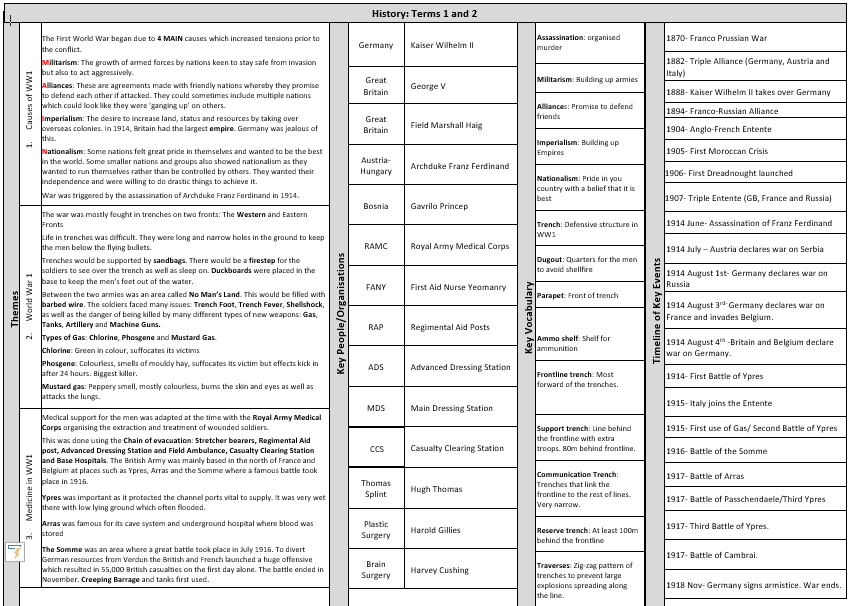 History: Terms 1 and 2
Themes
1. Causes of WW1
The First World War began due to 4 MAIN causes which increased tensions prior to
the conflict.
Militarism: The growth of armed forces by nations keen to stay safe from invasion
but also to act aggressively.
Alliances: These are agreements made with friendly nations whereby they promise
to defend each other if attacked. They could sometimes include multiple nations
which could look like they were 'ganging up' on others.
Imperialism: The desire to increase land, status and resources by taking over
overseas colonies. In 1914, Britain had the largest empire. Germany was jealous of
this.
Nationalism: Some nations felt great pride in themselves and wanted to be the best
in the world. Some smaller nations and groups also showed nationalism as they
wanted to run themselves rather than be controlled by others. They wanted their
independence and were willing to do drastic things to achieve it.
War was triggered by the assassination of Archduke Franz Ferdinand in 1914.
2. World War 1
The war was mostly fought in trenches on two fronts: The Western and Eastern
Fronts
Life in trenches was difficult. They were long and narrow holes in the ground to keep
the men below the flying bullets.
Trenches would be supported by sandbags. There would be a firestep for the
soldiers to see over the trench as well as sleep on. Duckboards were placed in the
base to keep the men's feet out of the water.
Between the two armies was an area called No Man's Land. This would be filled with
barbed wire. The soldiers faced many issues: Trench Foot, Trench Fever, Shellshock,
as well as the danger of being killed by many different types of new weapons: Gas,
Tanks, Artillery and Machine Guns.
Types of Gas: Chlorine, Phosgene and Mustard Gas.
Chlorine: Green in colour, suffocates its victims
Phosgene: Colourless, smells of mouldy hay, suffocates its victim but effects kick in
after 24 hours. Biggest killer.
Mustard gas: Peppery smell, mostly colourless, burns the skin and eyes as well as
attacks the lungs.
3. Medicine in WW1
Medical support for the men was adapted at the time with the Royal Army Medical
Corps organising the extraction and treatment of wounded soldiers.
This was done using the Chain of evacuation: Stretcher bearers, Regimental Aid
post, Advanced Dressing Station and Field Ambulance, Casualty Clearing Station
and Base Hospitals. The British Army was mainly based in the north of France and
Belgium at places such as Ypres, Arras and the Somme where a famous battle took
place in 1916.
Ypres was important as it protected the channel ports vital to supply. It was very wet
there with low lying ground which often flooded.
Arras was famous for its cave system and underground hospital where blood was
stored
The Somme was an area where a great battle took place in July 1916. To divert
German resources from Verdun the British and French launched a huge offensive
which resulted in 55,000 British casualties on the first day alone. The battle ended in
November. Creeping Barrage and tanks first used.
Key People/Organisations
Germany Kaiser Wilhelm II
Great
Britain George V
Great
Britain Field Marshall Haig
Austria-
Hungary Archduke Franz Ferdinand
Bosnia Gavrilo Princep
RAMC Royal Army Medical Corps
FANY First Aid Nurse Yeomanry
RAP Regimental Aid Posts
ADS Advanced Dressing Station
MDS Main Dressing Station
CCS Casualty Clearing Station
Thomas
Splint Hugh Thomas
Plastic
Surgery Harold Gillies
Brain
Surgery Harvey Cushing
Key Vocabulary
Assassination: organised
murder
Militarism: Building up armies
Alliances: Promise to defend
friends
Imperialism: Building up
Empires
Nationalism: Pride in you
country with a belief that it is
best
Trench: Defensive structure in
WW1
Dugout: Quarters for the men
to avoid shellfire
Parapet: Front of trench
Ammo shelf: Shelf for
ammunition
Frontline trench: Most
forward of the trenches.
Support trench: Line behind
the frontline with extra
troops. 80m behind frontline.
Communication Trench:
Trenches that link the
frontline to the rest of lines.
Very narrow.
Reserve trench: At least 100m
behind the frontline
Traverses: Zig-zag pattern of
trenches to prevent large
explosions spreading along
the line.
Timeline of Key Events
1870- Franco Prussian War
1882- Triple Alliance (Germany, Austria and
Italy)
1888- Kaiser Wilhelm II takes over Germany
1894- Franco-Russian Alliance
1904- Anglo-French Entente
1905- First Moroccan Crisis
1906- First Dreadnought launched
1907- Triple Entente (GB, France and Russia)
1914 June- Assassination of Franz Ferdinand
1914 July – Austria declares war on Serbia
1914 August 1st- Germany declares war on
Russia
1914 August 3rd- Germany declares war on
France and invades Belgium.
1914 August 4th -Britain and Belgium declare
war on Germany.
1914- First Battle of Ypres
1915- Italy joins the Entente
1915- First use of Gas/ Second Battle of Ypres
1916- Battle of the Somme
1917- Battle of Arras
1917- Battle of Passchendaele/Third Ypres
1917- Third Battle of Ypres.
1917- Battle of Cambrai.
1918 Nov- Germany signs armistice. War ends.